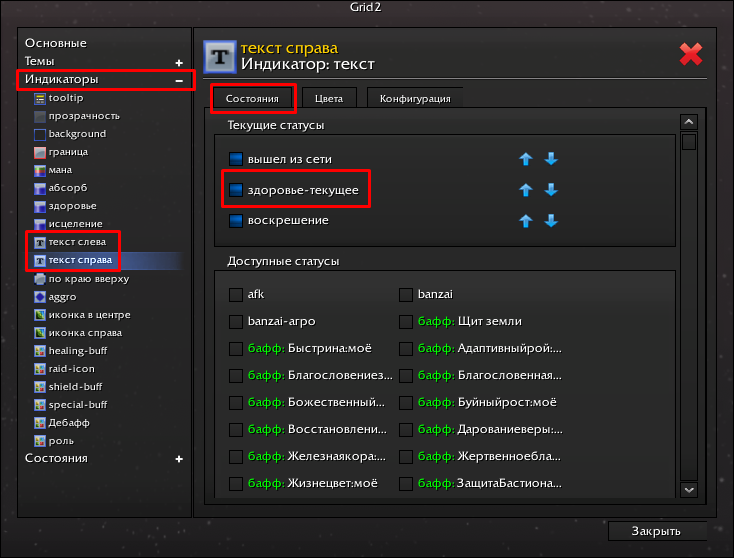 Grid2
Основные
Темы +
Индикаторы –
tooltip
прозрачность
background
граница
мана
абсорб
здоровье
исцеление
текст слева
текст справа
по краю вверху
aggro
иконка в центре
иконка справа
healing-buff
raid-icon
shield-buff
special-buff
Дебафф
роль
Состояния +
текст справа
Индикатор: текст
Состояния Цвета Конфигурация
Текущие статусы
вышел из сети
здоровье-текущее
воскрешение
Доступные статусы
afk banzai
banzai-агро бафф: Щит земли
бафф: Быстрина:моё бафф: Адаптивныйрой:...
бафф: Благословениез... бафф: Благословенная...
бафф: Божественный... бафф: Буйныйрост:моё
бафф: Восстановлени... бафф: Дарованиеверы:...
бафф: Железнаякора:... бафф: Жертвенноебла...
бафф: Жизнецвет:моё бафф: ЗащитаБастиона...
Закрыть